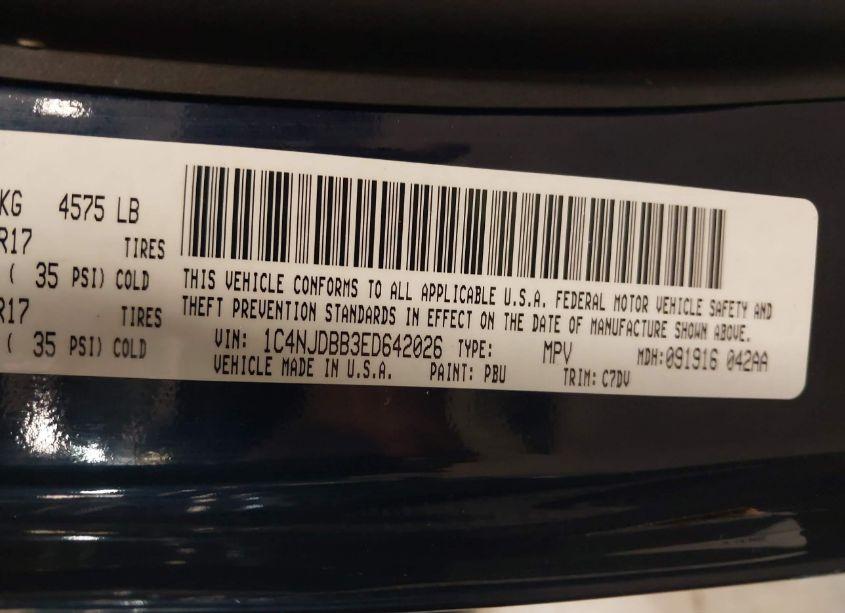 KG 4575 LB
R17 TIRES
( 35 PSI) COLD
R17 TIRES
( 35 PSI) COLD
THIS VEHICLE CONFORMS TO ALL APPLICABLE U.S.A. FEDERAL MOTOR VEHICLE SAFETY AND
THEFT PREVENTION STANDARDS IN EFFECT ON THE DATE OF MANUFACTURE SHOWN ABOVE.
VIN: 1C4NJDBB3ED642026 TYPE: MPV MDH:091916 042AA
VEHICLE MADE IN U.S.A. PAINT: PBU TRIM: C7DV